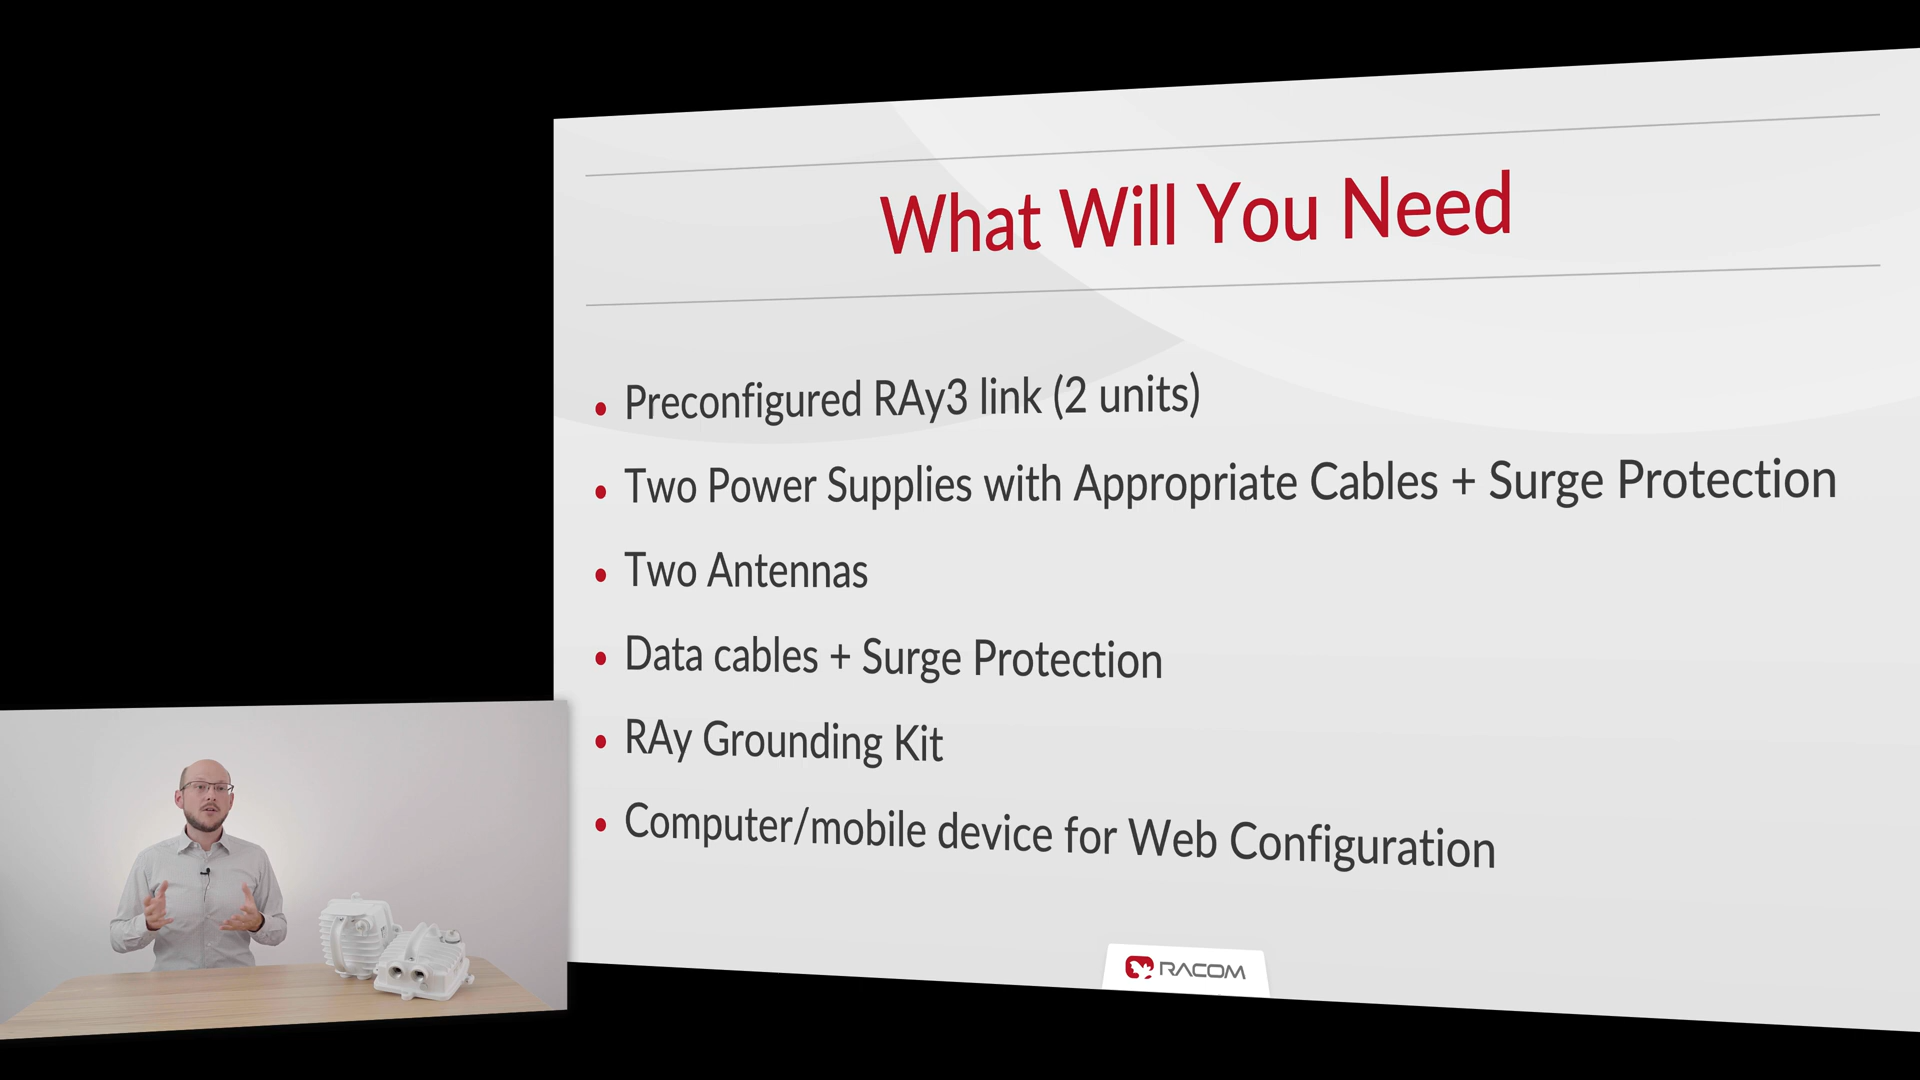 What Will You Need
• Preconfigured RAy3 link (2 units)
• Two Power Supplies with Appropriate Cables + Surge Protection
• Two Antennas
• Data cables + Surge Protection
• RAy Grounding Kit
• Computer/mobile device for Web Configuration
RACOM